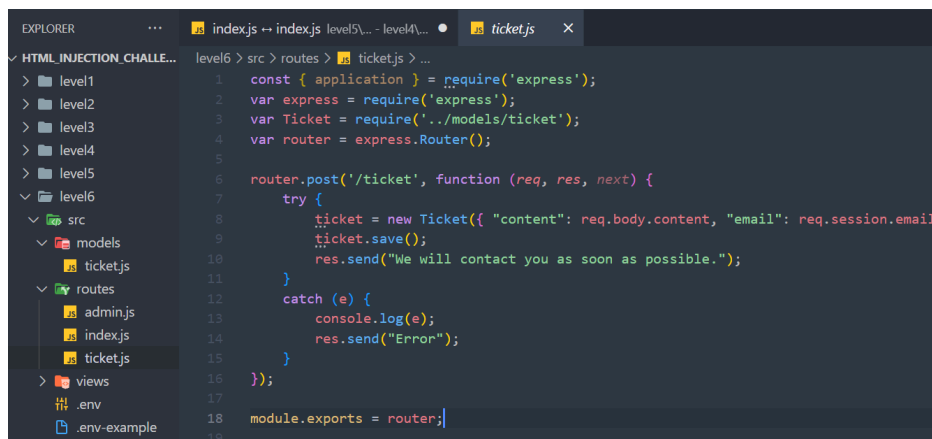 EXPLORER
HTML_INJECTION_CHALLE...
level1
level2
level3
level4
level5
level6
src
models
ticket.js
routes
admin.js
index.js
ticket.js
views
.env
.env-example
JS index.js ↔ index.js level5\... - level4\... ●
JS ticket.js ×
level6 > src > routes > JS ticket.js > ...
1 const { application } = require('express');
2 var express = require('express');
3 var Ticket = require('../models/ticket');
4 var router = express.Router();
5
6 router.post('/ticket', function (req, res, next) {
7 try {
8 ticket = new Ticket({ "content": req.body.content, "email": req.session.email
9 ticket.save();
10 res.send("We will contact you as soon as possible.");
11 }
12 catch (e) {
13 console.log(e);
14 res.send("Error");
15 }
16 });
17
18 module.exports = router;
19